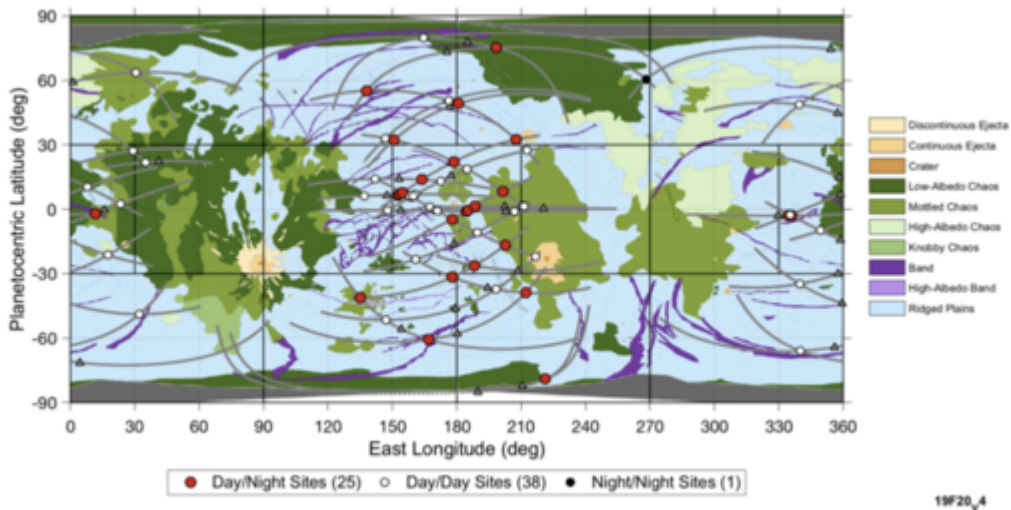 90
60
30
0
-30
-60
-90
Planetocentric Latitude (deg)
0 30 60 90 120 150 180 210 240 270 300 330 360
East Longitude (deg)
Discontinuous Ejecta
Continuous Ejecta
Crater
Low-Albedo Chaos
Mottled Chaos
High-Albedo Chaos
Knobby Chaos
Band
High-Albedo Band
Ridged Plains
Day/Night Sites (25) Day/Day Sites (38) Night/Night Sites (1)
19F20_v4